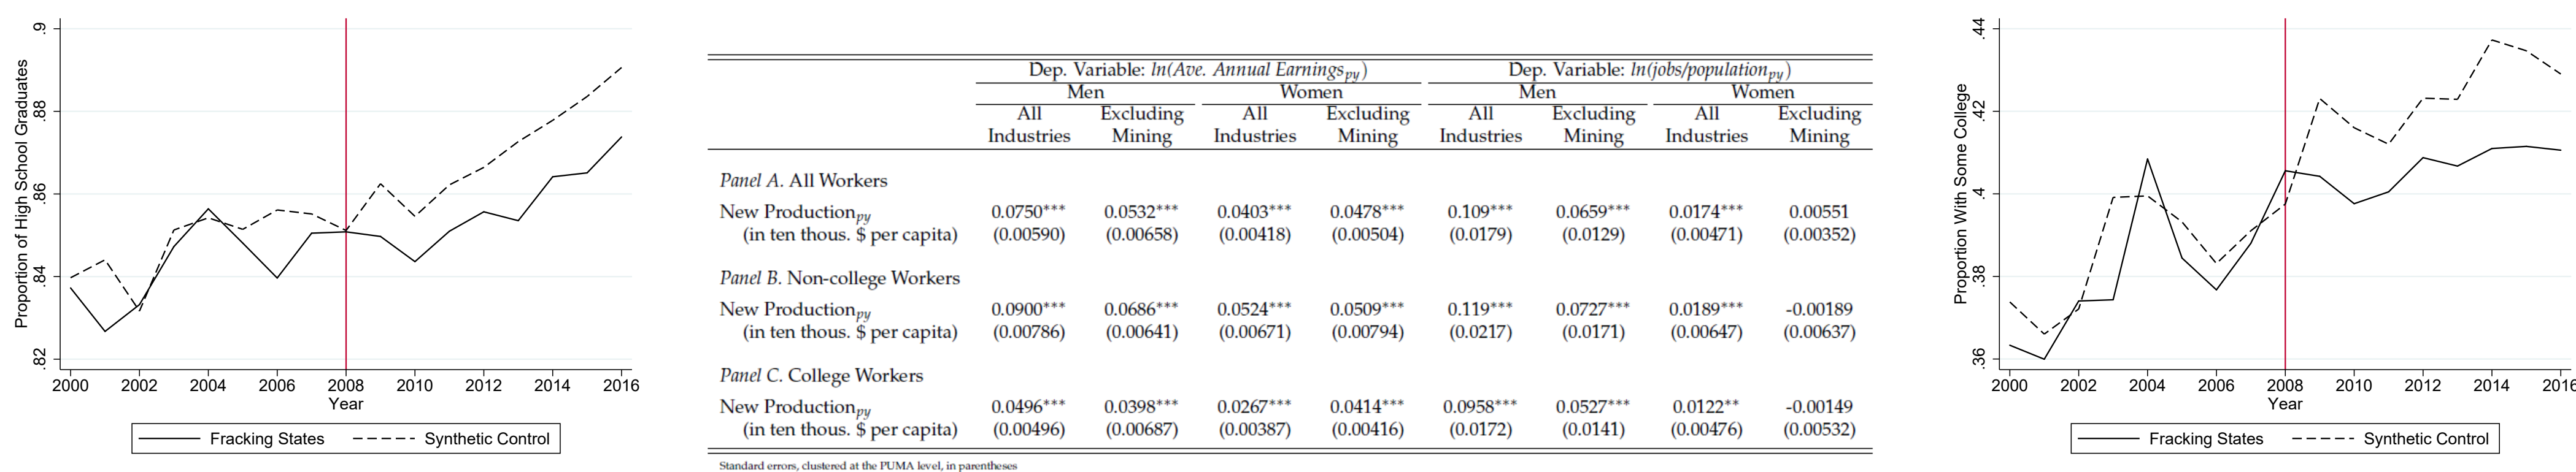 Proportion of High School Graduates
.9
.88
.86
.84
.82
2000 2002 2004 2006 2008 2010 2012 2014 2016
Year
Fracking States Synthetic Control
Dep. Variable: ln(Ave. Annual Earnings_py) Dep. Variable: ln(jobs/population_py)
Men Women Men Women
All Excluding All Excluding All Excluding All Excluding
Industries Mining Industries Mining Industries Mining Industries Mining
Panel A. All Workers
New Production_py 0.0750*** 0.0532*** 0.0403*** 0.0478*** 0.109*** 0.0659*** 0.0174*** 0.00551
(in ten thous. $ per capita) (0.00590) (0.00658) (0.00418) (0.00504) (0.0179) (0.0129) (0.00471) (0.00352)
Panel B. Non-college Workers
New Production_py 0.0900*** 0.0686*** 0.0524*** 0.0509*** 0.119*** 0.0727*** 0.0189*** -0.00189
(in ten thous. $ per capita) (0.00786) (0.00641) (0.00671) (0.00794) (0.0217) (0.0171) (0.00647) (0.00637)
Panel C. College Workers
New Production_py 0.0496*** 0.0398*** 0.0267*** 0.0414*** 0.0958*** 0.0527*** 0.0122** -0.00149
(in ten thous. $ per capita) (0.00496) (0.00687) (0.00387) (0.00416) (0.0172) (0.0141) (0.00476) (0.00532)
Standard errors, clustered at the PUMA level, in parentheses
Proportion With Some College
.44
.42
.4
.38
.36
2000 2002 2004 2006 2008 2010 2012 2014 2016
Year
Fracking States Synthetic Control